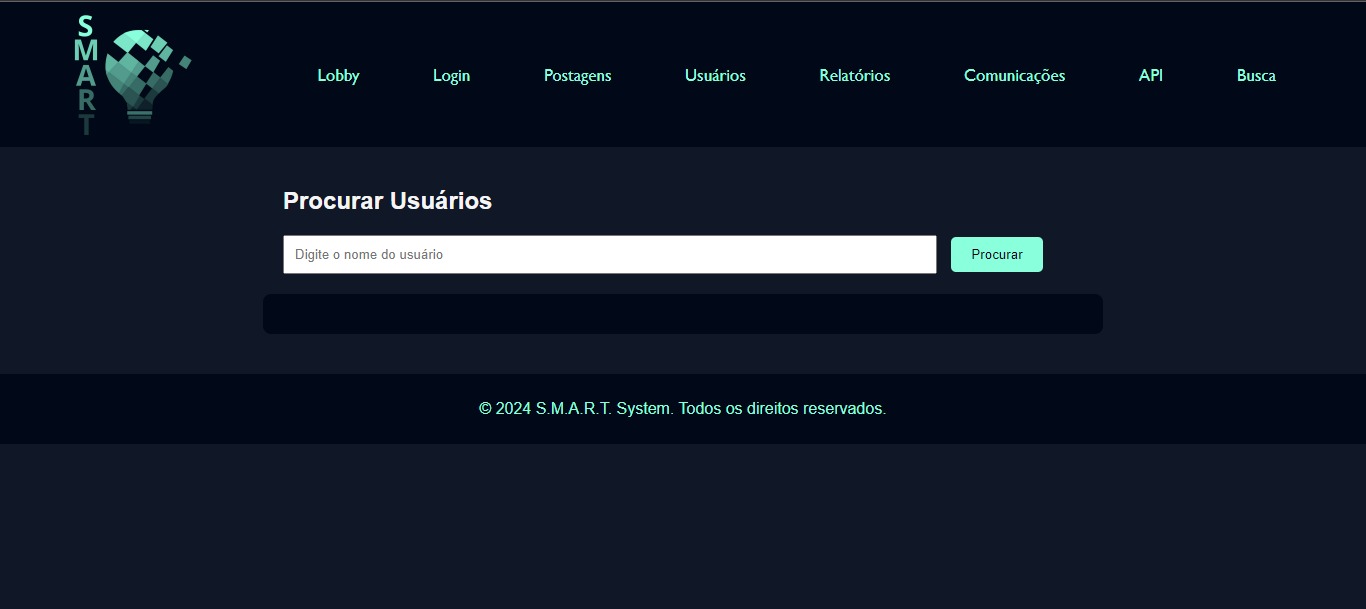 S
M
A
R
T
Lobby Login Postagens Usuários Relatórios Comunicações API Busca
Procurar Usuários
Digite o nome do usuário Procurar
© 2024 S.M.A.R.T. System. Todos os direitos reservados.